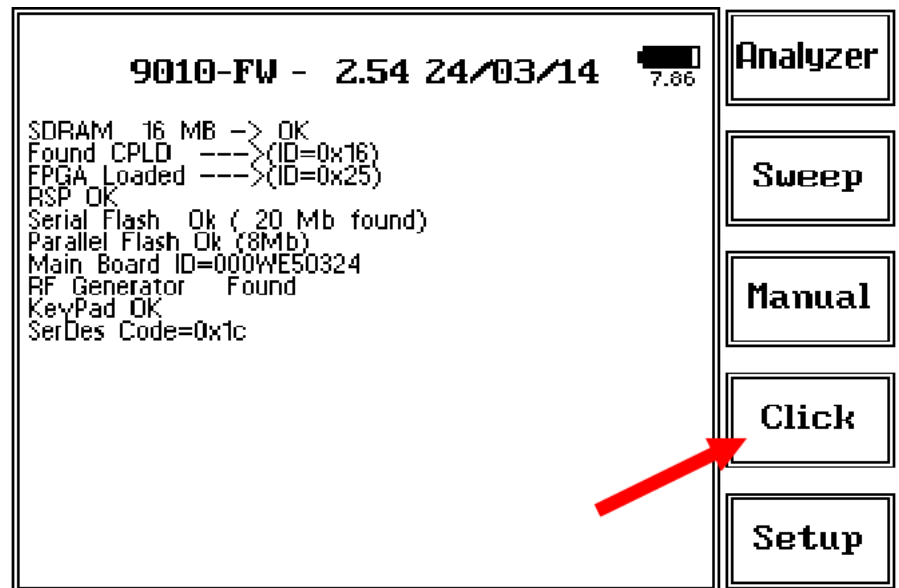 9010-FW - 2.54 24/03/14
7.86
SDRAM 16 MB -> OK
Found CPLD --->(ID=0x16)
FPGA Loaded --->(ID=0x25)
RSP OK
Serial Flash Ok ( 20 Mb found)
Parallel Flash Ok (8Mb)
Main Board ID=000WE50324
RF Generator Found
KeyPad OK
SerDes Code=0x1c
Analyzer
Sweep
Manual
Click
Setup